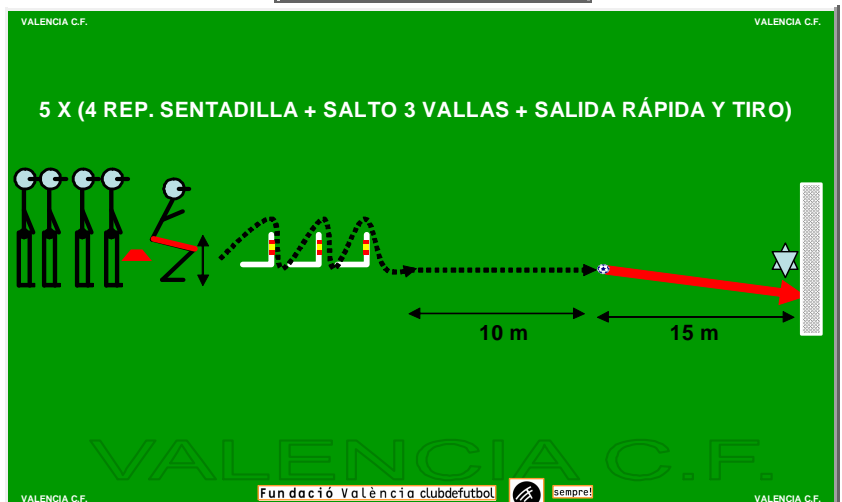 VALENCIA C.F. VALENCIA C.F.
5 X (4 REP. SENTADILLA + SALTO 3 VALLAS + SALIDA RÁPIDA Y TIRO)
10 m 15 m
VALENCIA C.F.
VALENCIA C.F. Fundació València clubdefutbol sempre! VALENCIA C.F.